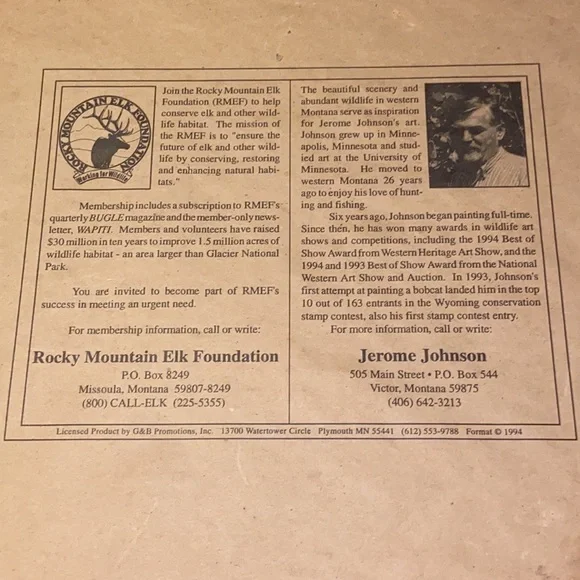 ROCKY MOUNTAIN ELK FOUNDATION
Working for Wildlife
Join the Rocky Mountain Elk
Foundation (RMEF) to help
conserve elk and other wild-
life habitat. The mission of
the RMEF is to "ensure the
future of elk and other wild-
life by conserving, restoring
and enhancing natural habi-
tats."
Membership includes a subscription to RMEF's
quarterly BUGLE magazine and the member-only news-
letter, WAPITI. Members and volunteers have raised
$30 million in ten years to improve 1.5 million acres of
wildlife habitat - an area larger than Glacier National
Park.
You are invited to become part of RMEF's
success in meeting an urgent need.
For membership information, call or write:
Rocky Mountain Elk Foundation
P.O. Box 8249
Missoula, Montana 59807-8249
(800) CALL-ELK (225-5355)
The beautiful scenery and
abundant wildlife in western
Montana serve as inspiration
for Jerome Johnson's art.
Johnson grew up in Minne-
apolis, Minnesota and stud-
ied art at the University of
Minnesota. He moved to
western Montana 26 years
ago to enjoy his love of hunt-
ing and fishing.
Six years ago, Johnson began painting full-time.
Since then, he has won many awards in wildlife art
shows and competitions, including the 1994 Best of
Show Award from Western Heritage Art Show, and the
1994 and 1993 Best of Show Award from the National
Western Art Show and Auction. In 1993, Johnson's
first attempt at painting a bobcat landed him in the top
10 out of 163 entrants in the Wyoming conservation
stamp contest, also his first stamp contest entry.
For more information, call or write:
Jerome Johnson
505 Main Street • P.O. Box 544
Victor, Montana 59875
(406) 642-3213
Licensed Product by G&B Promotions, Inc. 13700 Watertower Circle Plymouth MN 55441 (612) 553-9788 Format © 1994